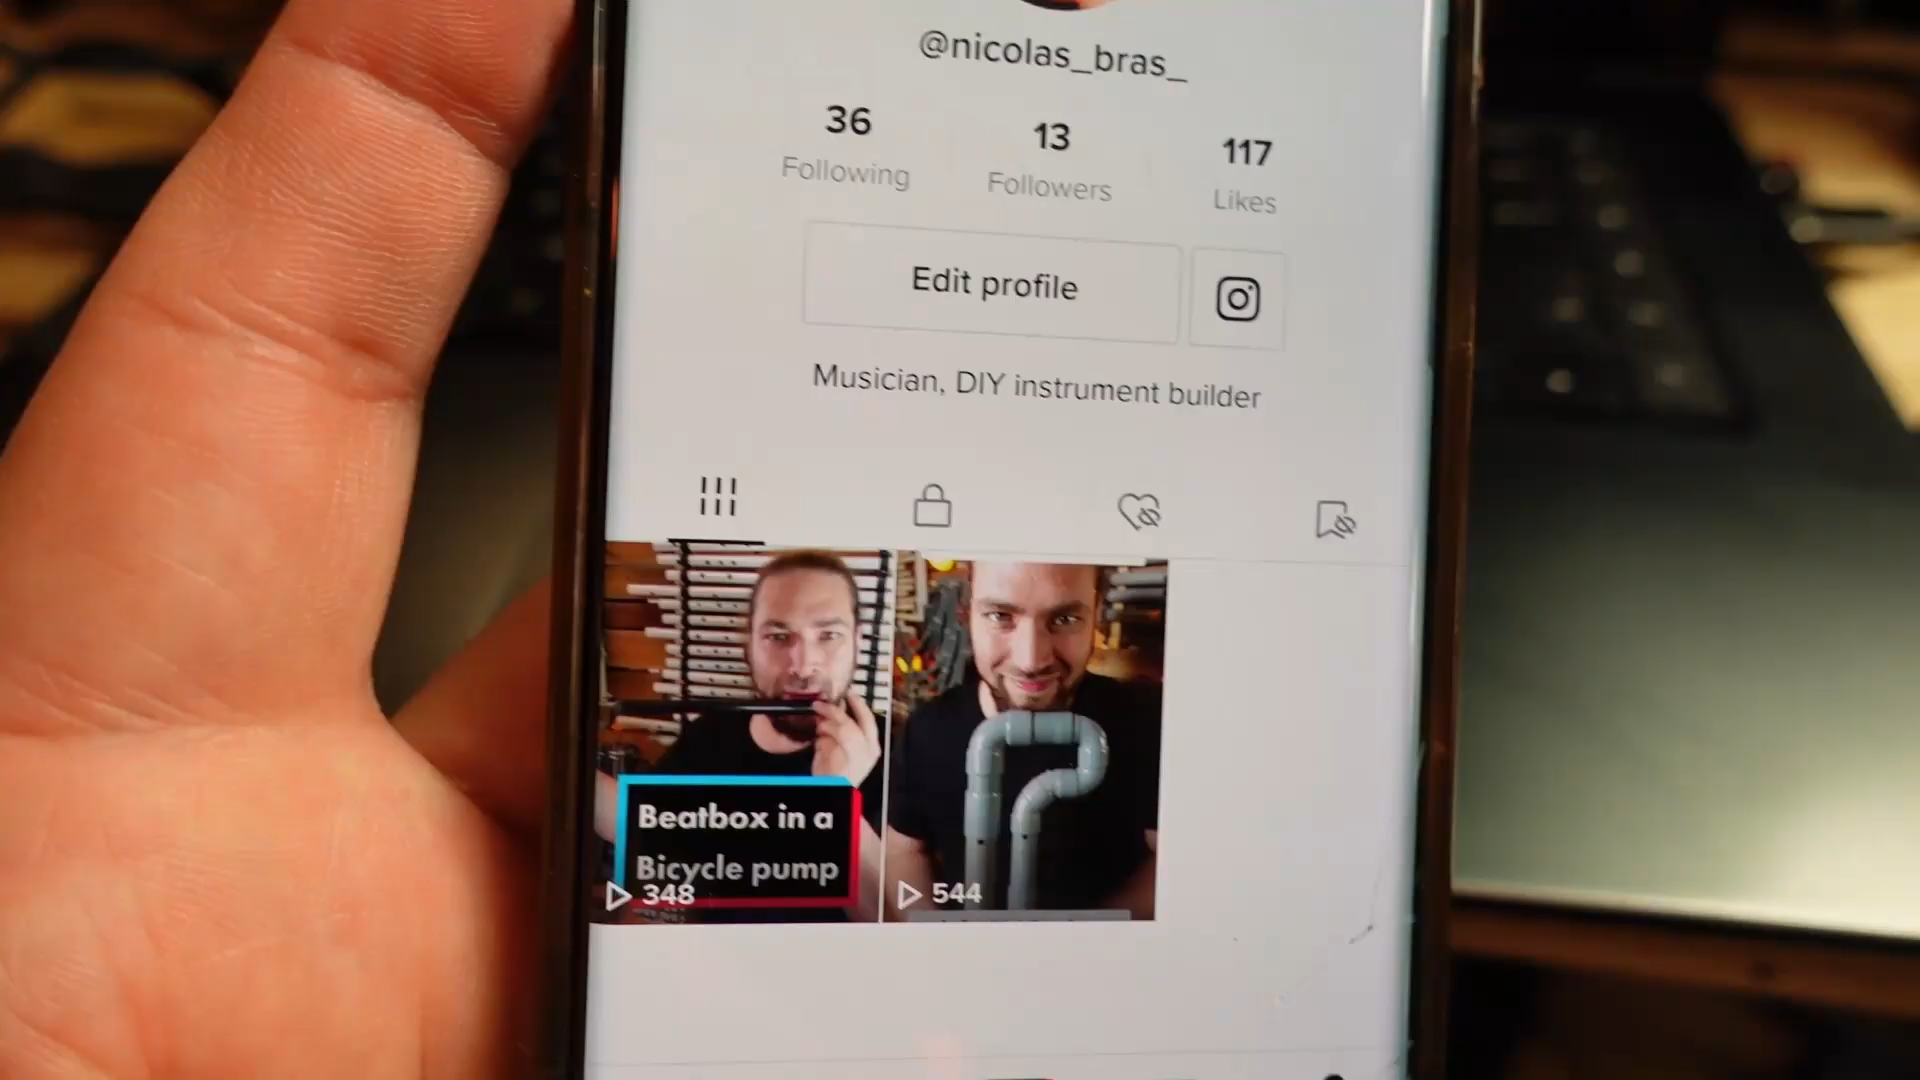 @nicolas_bras_
36
13
117
Following
Followers
Likes
Edit profile
Musician, DIY instrument builder
Beatbox in a
Bicycle pump
348
544